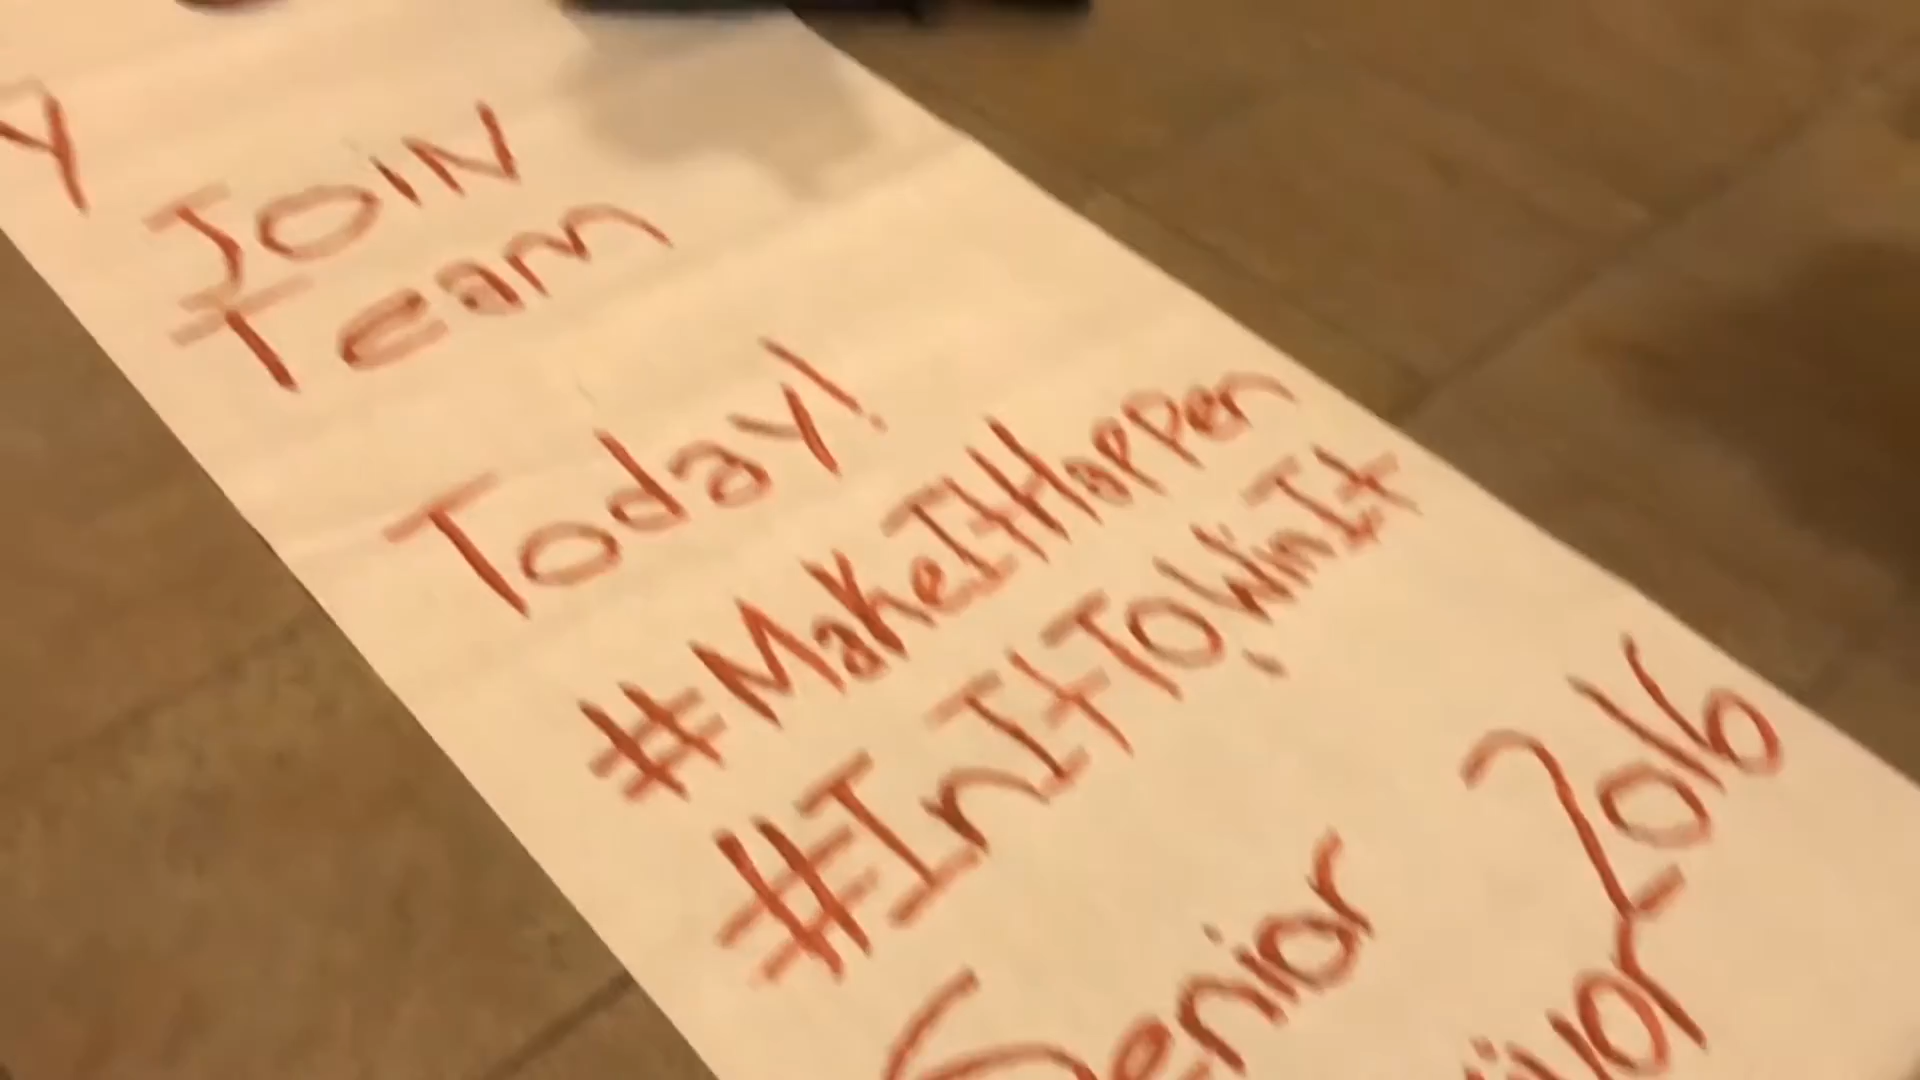 Y
JOIN
Team
Today!
#MakeItHappen
#InItToWinIt
Senior 2016